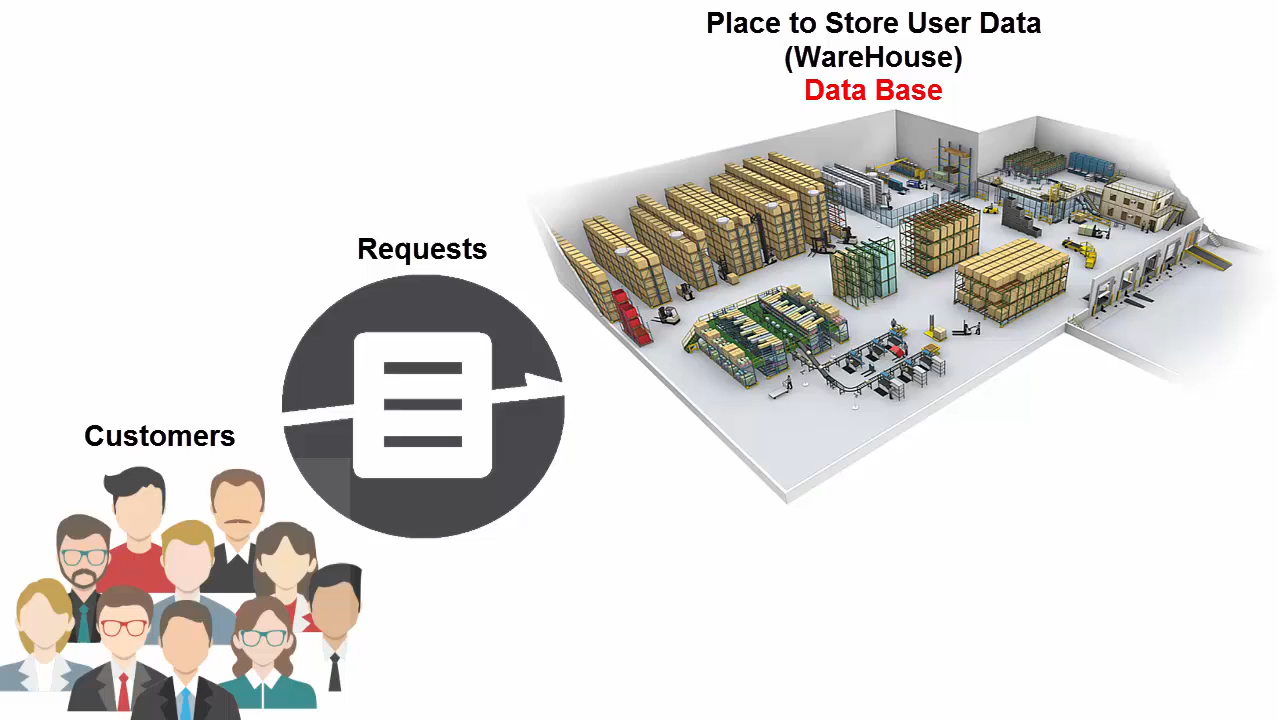 Place to Store User Data
(WareHouse)
Data Base
Requests
Customers